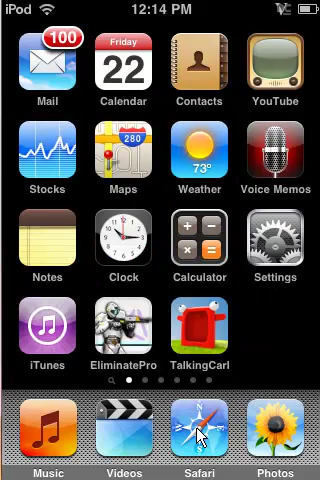 iPod 12:14 PM
100
Friday
22
Mail Calendar Contacts YouTube
280
73°
Stocks Maps Weather Voice Memos
Notes Clock Calculator Settings
iTunes EliminatePro TalkingCarl
Music Videos Safari Photos